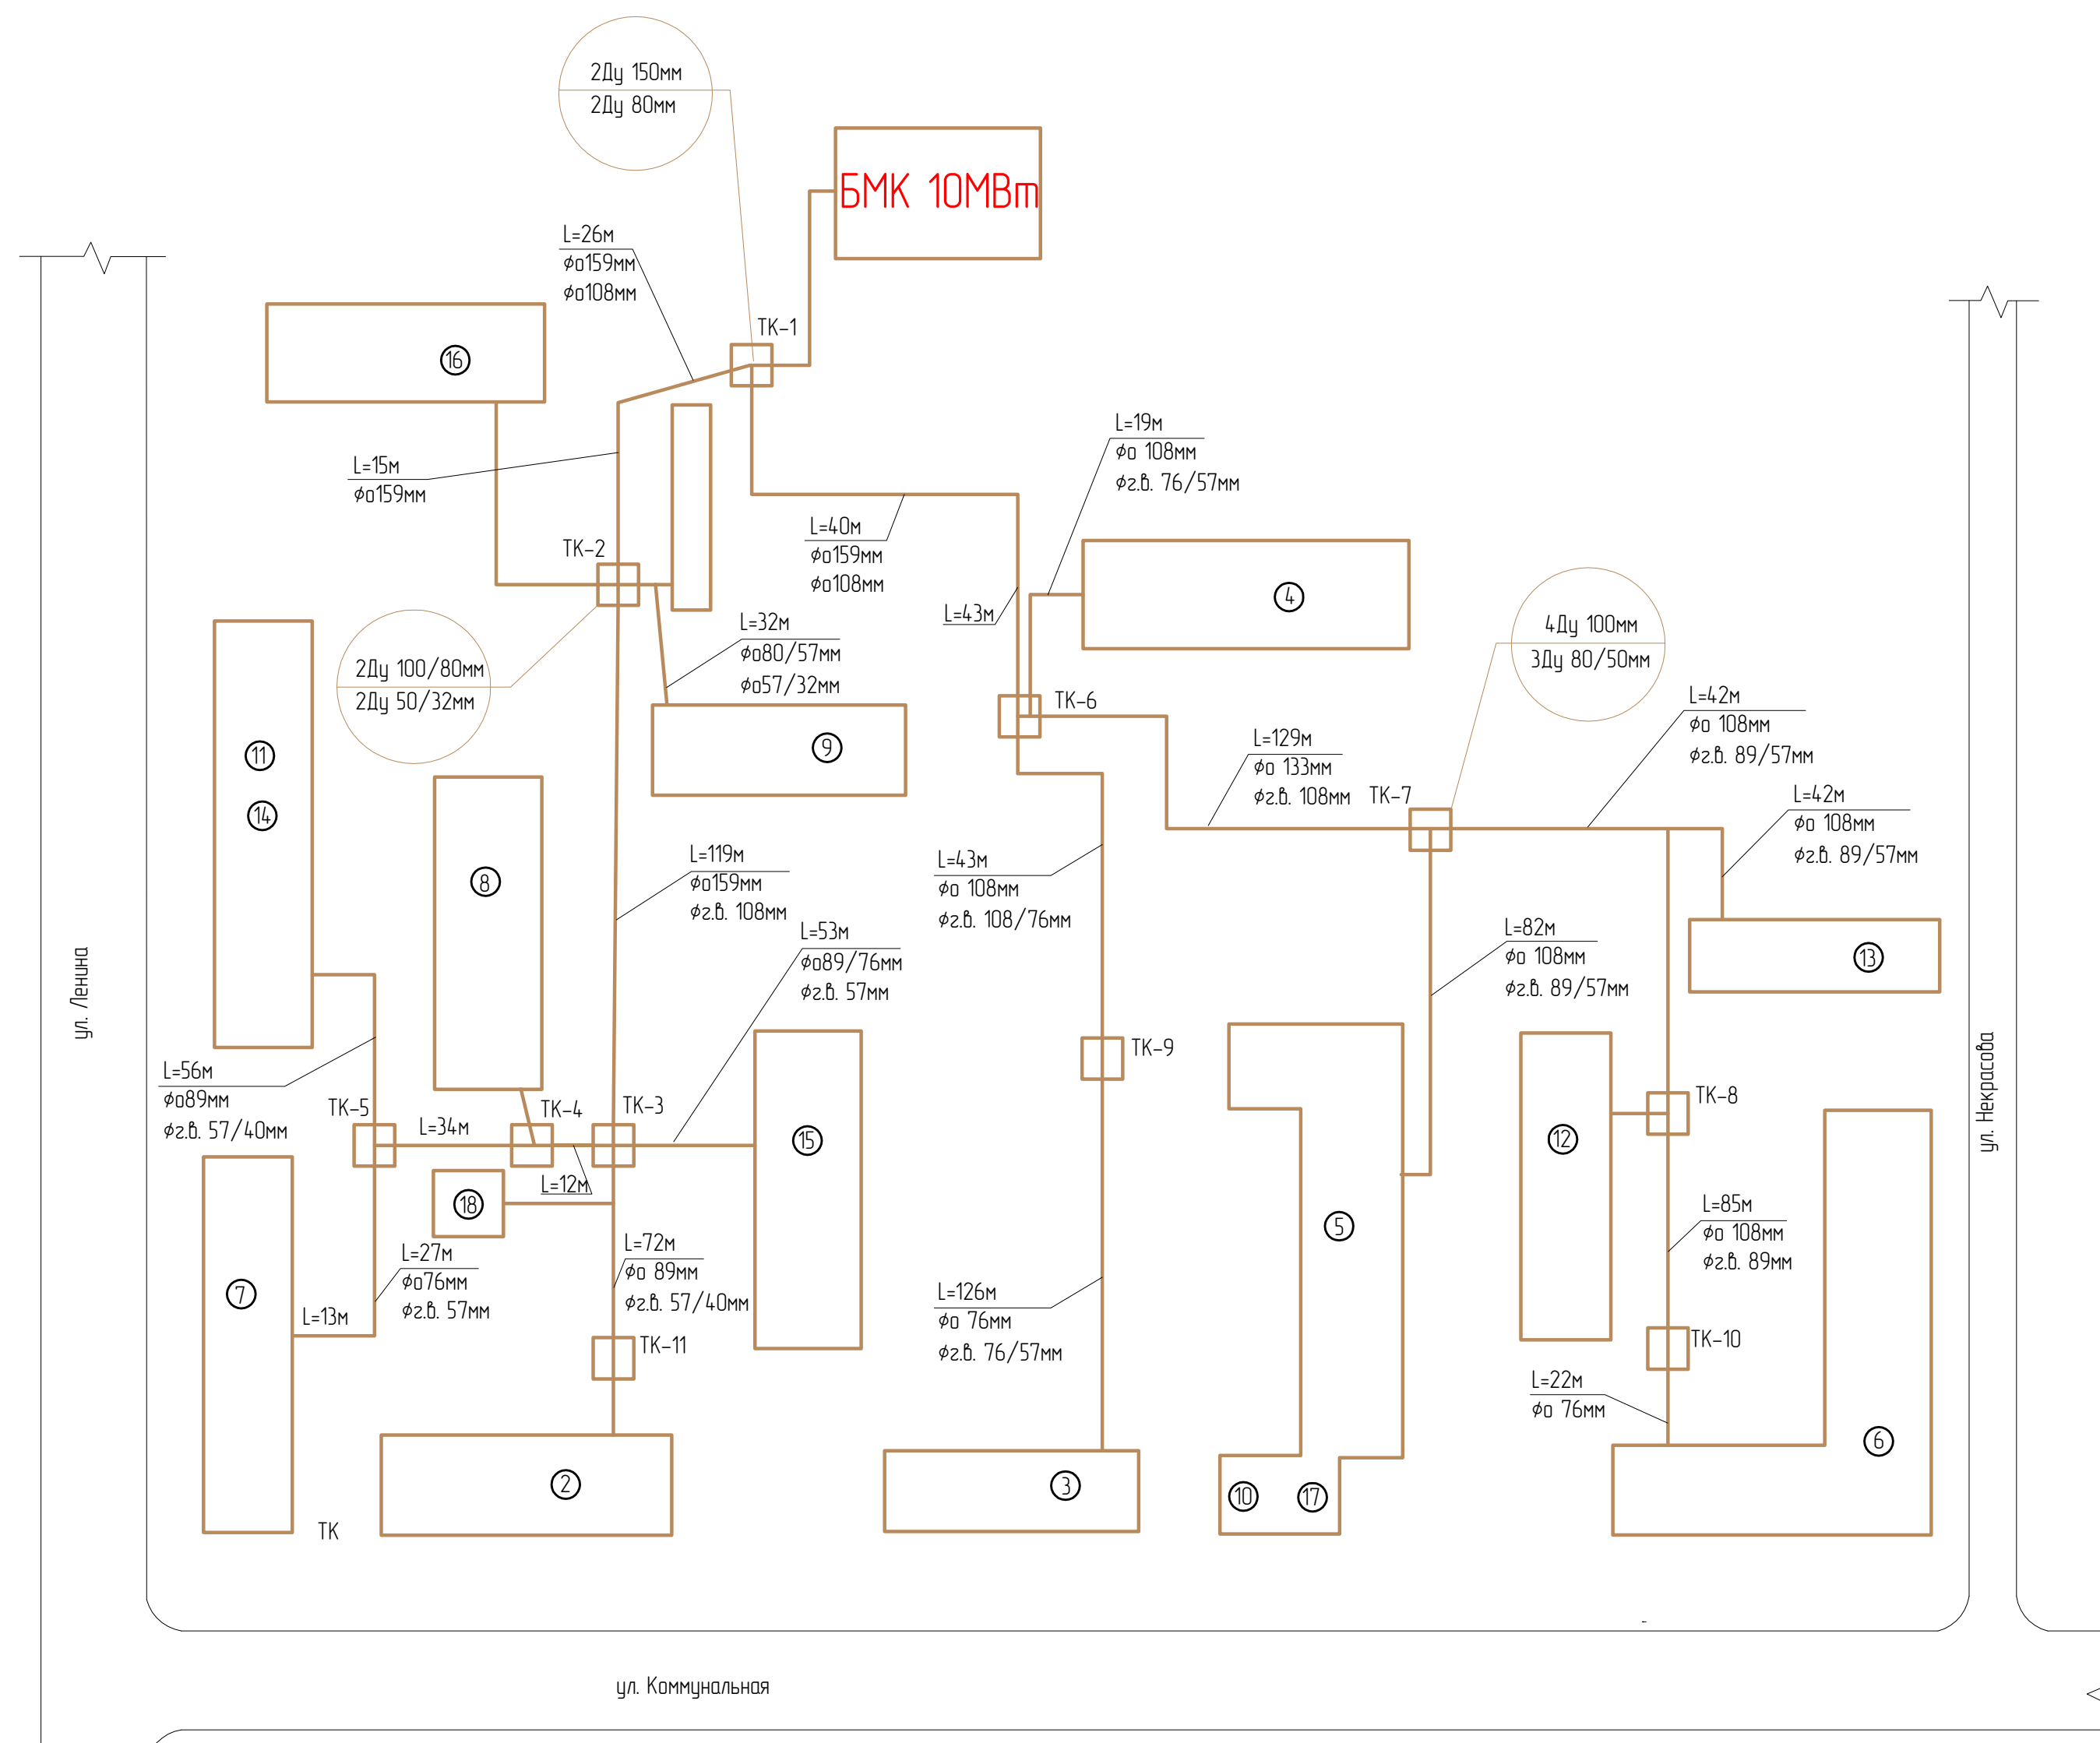 2Ду 150мм
2Ду 80мм
БМК 10МВт
L=26м
φо159мм
φо108мм
ТК-1
16
L=15м
φо159мм
L=19м
φо 108мм
φг.в. 76/57мм
L=40м
φо159мм
φо108мм
ТК-2
L=43м
4
2Ду 100/80мм
2Ду 50/32мм
L=32м
φо80/57мм
φо57/32мм
4Ду 100мм
3Ду 80/50мм
ТК-6
L=42м
φо 108мм
φг.в. 89/57мм
11
14
9
L=129м
φо 133мм
φг.в. 108мм
ТК-7
L=42м
φо 108мм
φг.в. 89/57мм
8
L=119м
φо159мм
φг.в. 108мм
L=43м
φо 108мм
φг.в. 108/76мм
L=53м
φо89/76мм
φг.в. 57мм
L=82м
φо 108мм
φг.в. 89/57мм
13
ул. Ленина
ул. Некрасова
L=56м
φо89мм
φг.в. 57/40мм
ТК-5
L=34м
ТК-4
ТК-3
15
ТК-9
12
ТК-8
L=12м
18
5
L=85м
φо 108мм
φг.в. 89мм
7
L=27м
φо76мм
φг.в. 57мм
L=13м
L=72м
φо 89мм
φг.в. 57/40мм
ТК-11
L=126м
φо 76мм
φг.в. 76/57мм
ТК-10
L=22м
φо 76мм
6
ТК
2
3
10
17
ул. Коммунальная